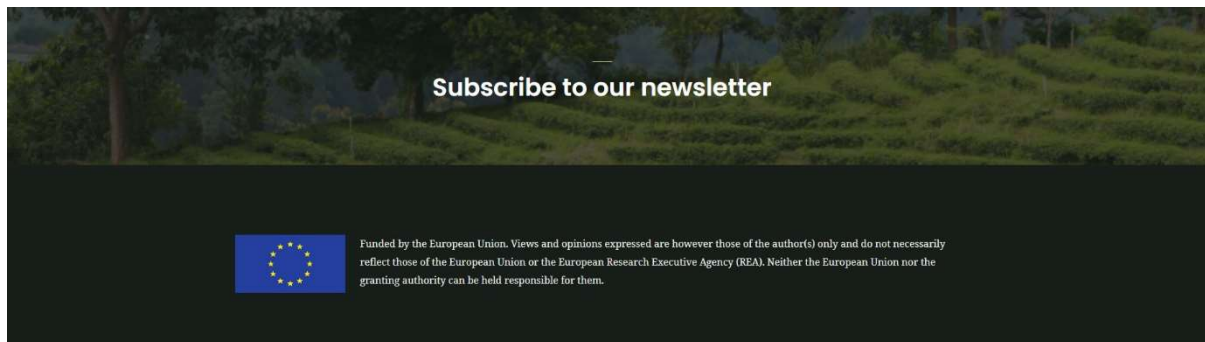 Subscribe to our newsletter
Funded by the European Union. Views and opinions expressed are however those of the author(s) only and do not necessarily
reflect those of the European Union or the European Research Executive Agency (REA). Neither the European Union nor the
granting authority can be held responsible for them.